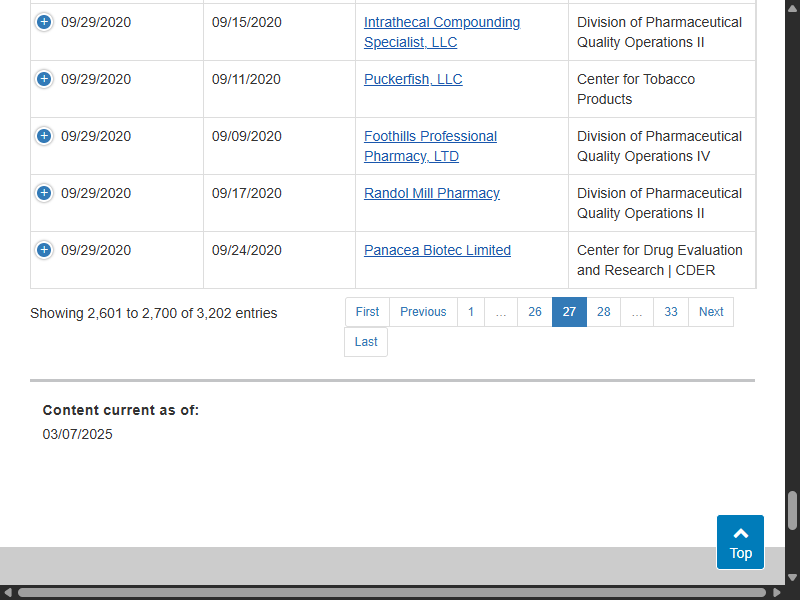 09/29/2020 09/15/2020 Intrathecal Compounding Division of Pharmaceutical
Specialist, LLC Quality Operations II
09/29/2020 09/11/2020 Puckerfish, LLC Center for Tobacco
Products
09/29/2020 09/09/2020 Foothills Professional Division of Pharmaceutical
Pharmacy, LTD Quality Operations IV
09/29/2020 09/17/2020 Randol Mill Pharmacy Division of Pharmaceutical
Quality Operations II
09/29/2020 09/24/2020 Panacea Biotec Limited Center for Drug Evaluation
and Research | CDER
Showing 2,601 to 2,700 of 3,202 entries First Previous 1 ... 26 27 28 ... 33 Next
Last
Content current as of:
03/07/2025
Top